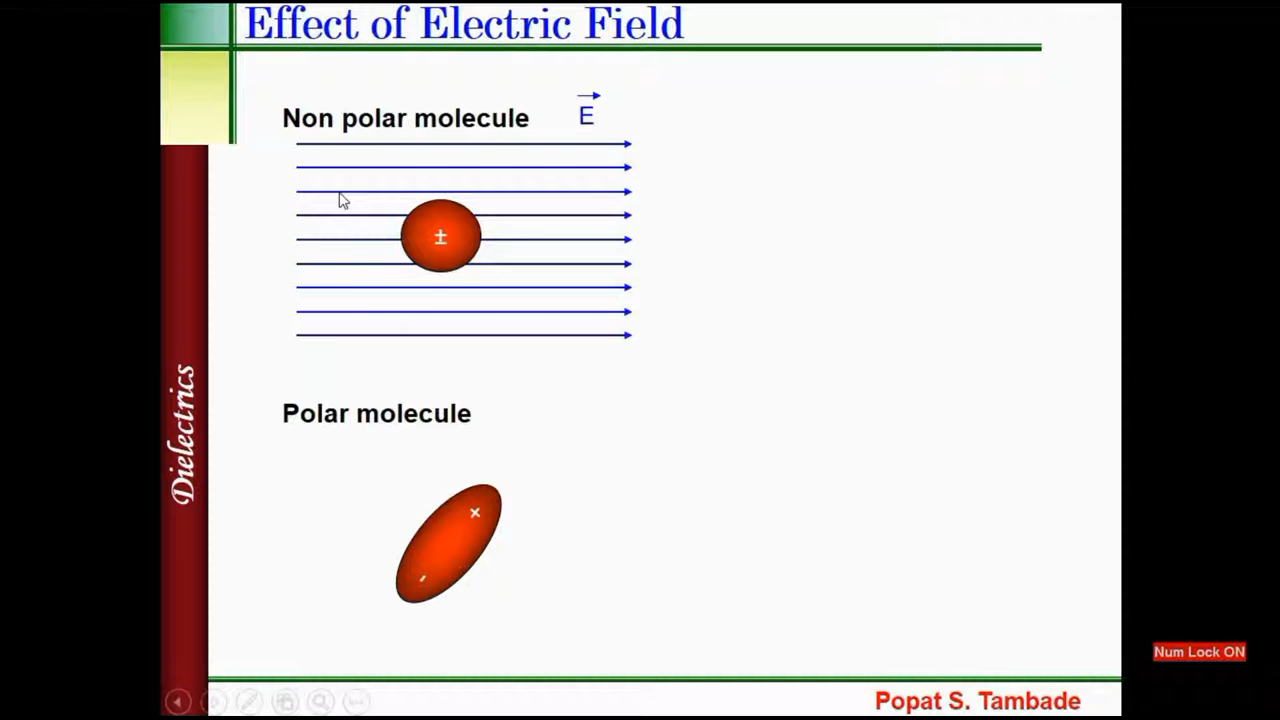 Effect of Electric Field
Non polar molecule
E
±
Polar molecule
+
-
Dielectrics
Num Lock ON
Popat S. Tambade